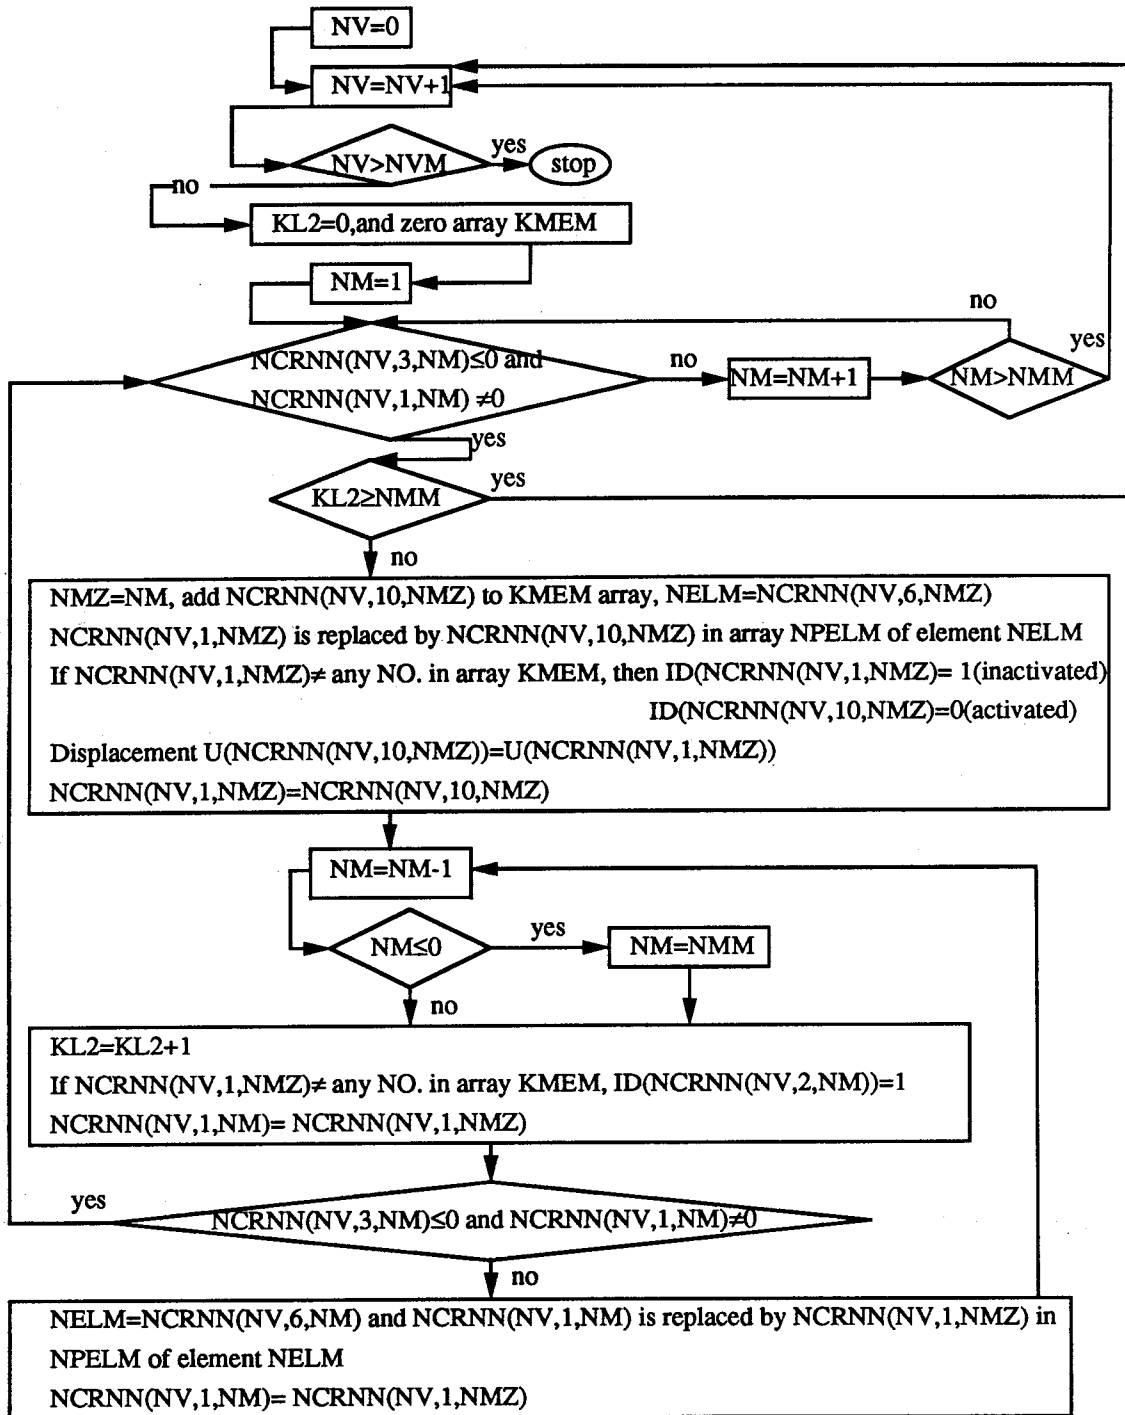 NV=0
NV=NV+1
NV>NVM
yes
stop
no
KL2=0,and zero array KMEM
NM=1
no
NCRNN(NV,3,NM)≤0 and
NCRNN(NV,1,NM) ≠0
no
NM=NM+1
NM>NMM
yes
yes
KL2≥NMM
yes
no
NMZ=NM, add NCRNN(NV,10,NMZ) to KMEM array, NELM=NCRNN(NV,6,NMZ)
NCRNN(NV,1,NMZ) is replaced by NCRNN(NV,10,NMZ) in array NPELM of element NELM
If NCRNN(NV,1,NMZ)≠ any NO. in array KMEM, then ID(NCRNN(NV,1,NMZ)= 1(inactivated)
ID(NCRNN(NV,10,NMZ)=0(activated)
Displacement U(NCRNN(NV,10,NMZ))=U(NCRNN(NV,1,NMZ))
NCRNN(NV,1,NMZ)=NCRNN(NV,10,NMZ)
NM=NM-1
NM≤0
yes
NM=NMM
no
KL2=KL2+1
If NCRNN(NV,1,NMZ)≠ any NO. in array KMEM, ID(NCRNN(NV,2,NM))=1
NCRNN(NV,1,NM)= NCRNN(NV,1,NMZ)
yes
NCRNN(NV,3,NM)≤0 and NCRNN(NV,1,NM)≠0
no
NELM=NCRNN(NV,6,NM) and NCRNN(NV,1,NM) is replaced by NCRNN(NV,1,NMZ) in
NPELM of element NELM
NCRNN(NV,1,NM)= NCRNN(NV,1,NMZ)